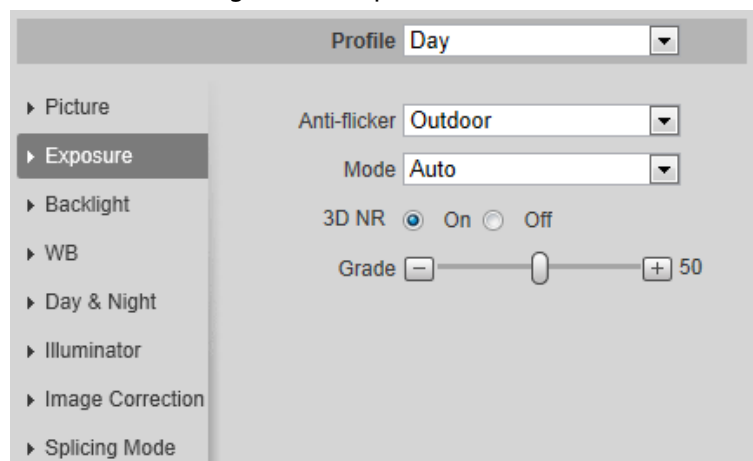 Profile Day
Picture
Exposure
Backlight
WB
Day & Night
Illuminator
Image Correction
Splicing Mode
Anti-flicker Outdoor
Mode Auto
3D NR On Off
Grade 50